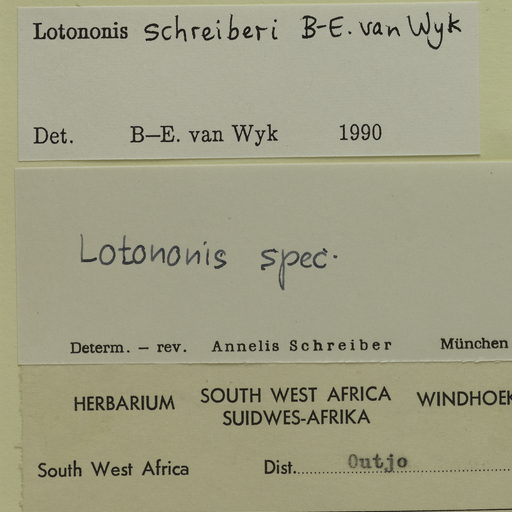 Lotononis schreiberi B-E. van Wyk
Det. B–E. van Wyk 1990
Lotononis spec.
Determ. – rev. Annelis Schreiber München
HERBARIUM SOUTH WEST AFRICA WINDHOEK
SUIDWES-AFRIKA
South West Africa Dist. Outjo